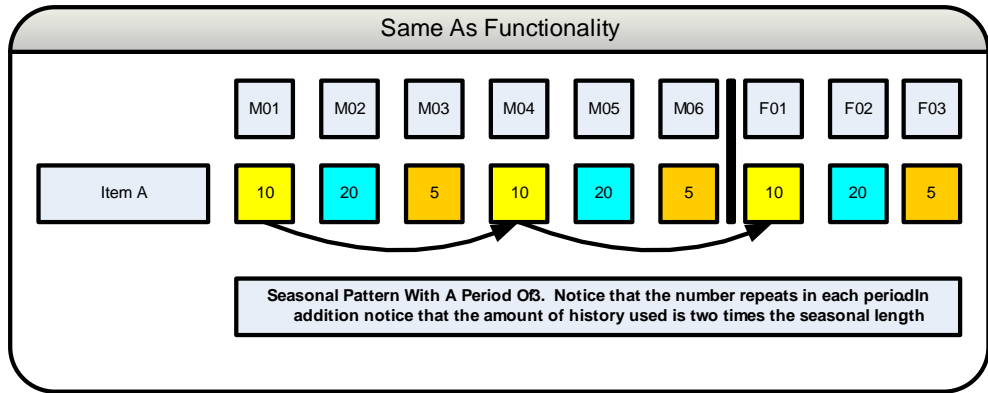 Same As Functionality
M01 M02 M03 M04 M05 M06 F01 F02 F03
Item A 10 20 5 10 20 5 10 20 5
Seasonal Pattern With A Period Of3. Notice that the number repeats in each period.In
addition notice that the amount of history used is two times the seasonal length